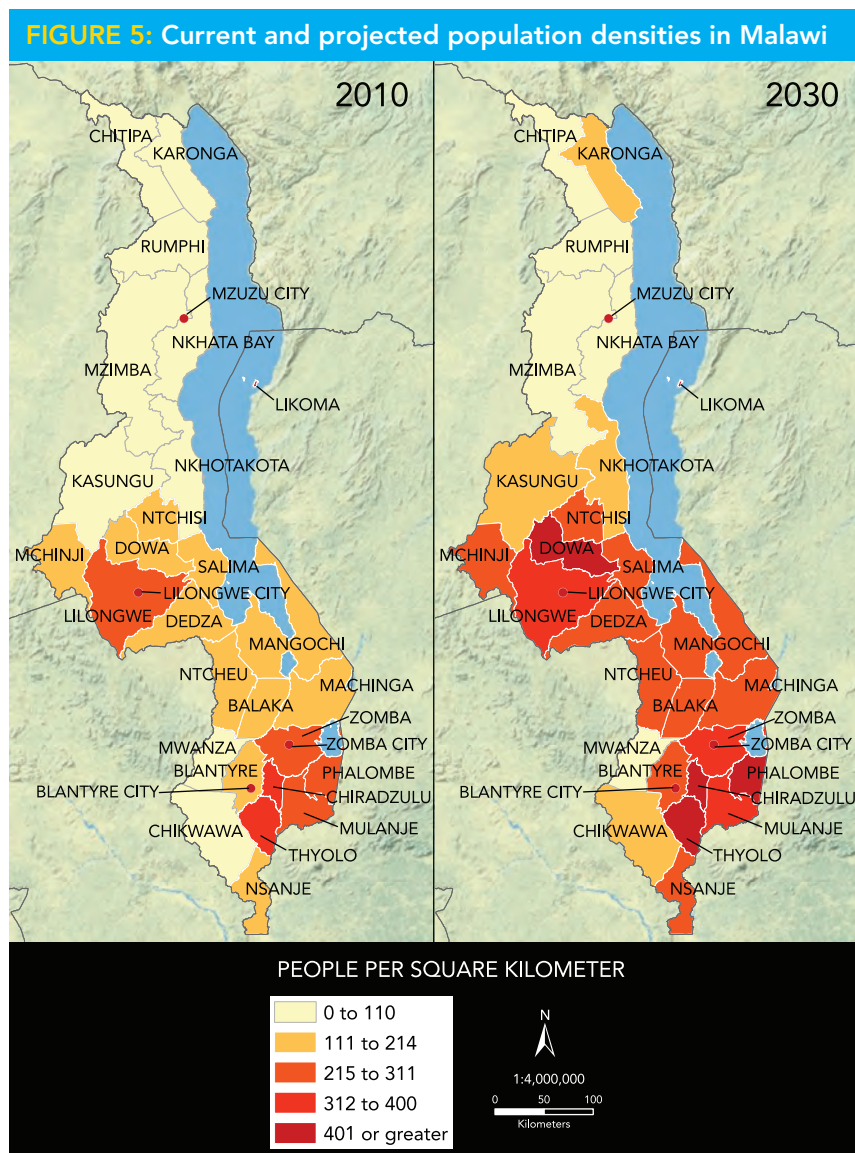 FIGURE 5: Current and projected population densities in Malawi
2010
CHITIPA
KARONGA
RUMPHI
MZUZU CITY
NKHATA BAY
MZIMBA
LIKOMA
NKHOTAKOTA
KASUNGU
NTCHISI
MCHINJI
DOWA
SALIMA
LILONGWE CITY
LILONGWE
DEDZA
MANGOCHI
NTCHEU
MACHINGA
BALAKA
ZOMBA
MWANZA
ZOMBA CITY
BLANTYRE
PHALOMBE
BLANTYRE CITY
CHIRADZULU
CHIKWAWA
MULANJE
THYOLO
NSANJE
2030
CHITIPA
KARONGA
RUMPHI
MZUZU CITY
NKHATA BAY
MZIMBA
LIKOMA
NKHOTAKOTA
KASUNGU
NTCHISI
MCHINJI
DOWA
SALIMA
LILONGWE CITY
LILONGWE
DEDZA
MANGOCHI
NTCHEU
MACHINGA
BALAKA
ZOMBA
MWANZA
ZOMBA CITY
BLANTYRE
PHALOMBE
BLANTYRE CITY
CHIRADZULU
CHIKWAWA
MULANJE
THYOLO
NSANJE
PEOPLE PER SQUARE KILOMETER
0 to 110
111 to 214
215 to 311
312 to 400
401 or greater
N
1:4,000,000
0 50 100
Kilometers